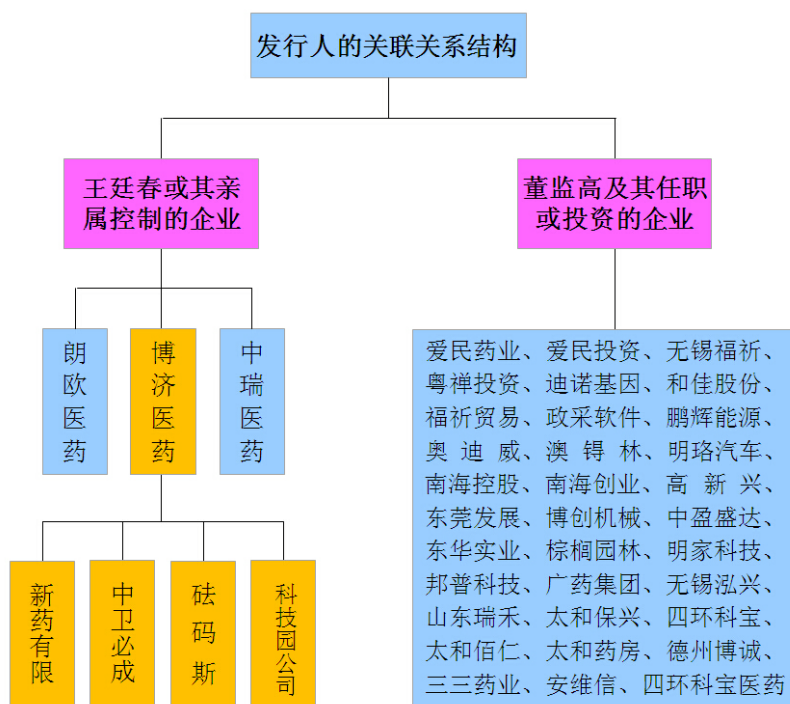 发行人的关联关系结构
王廷春或其亲
属控制的企业
董监高及其任职
或投资的企业
朗欧医药
博济医药
中瑞医药
新药有限
中卫必成
砝码斯
科技园公司
爱民药业、爱民投资、无锡福祈、
粤禅投资、迪诺基因、和佳股份、
福祈贸易、政采软件、鹏辉能源、
奥迪威、澳锝林、明珞汽车、
南海控股、南海创业、高新兴、
东莞发展、博创机械、中盈盛达、
东华实业、棕榈园林、明家科技、
邦普科技、广药集团、无锡泓兴、
山东瑞禾、太和保兴、四环科宝、
太和佰仁、太和药房、德州博诚、
三三药业、安维信、四环科宝医药